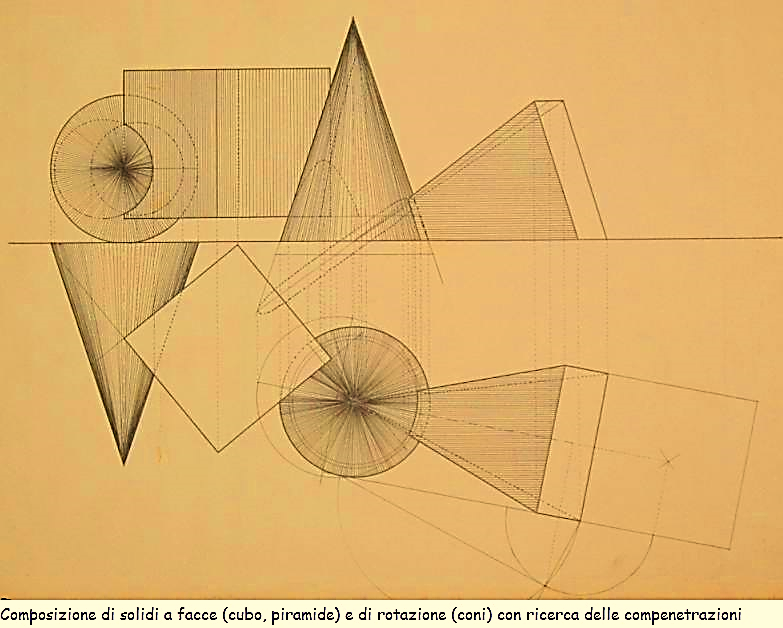 Composizione di solidi a facce (cubo, piramide) e di rotazione (coni) con ricerca delle compenetrazioni